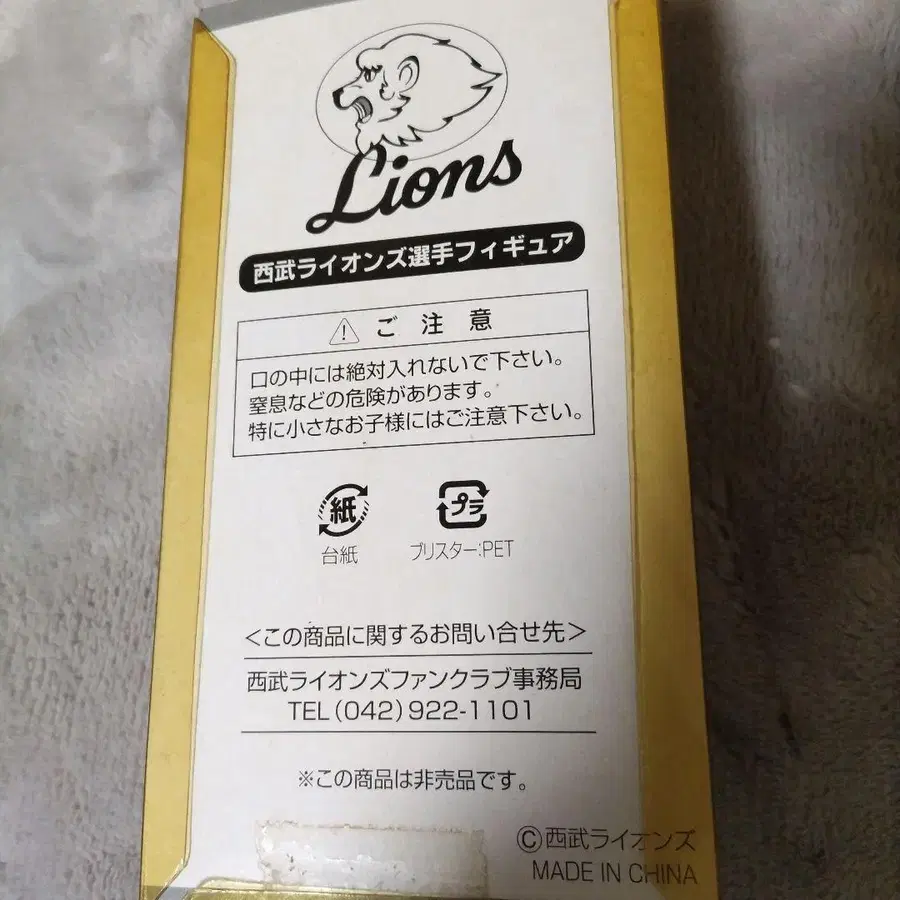 Lions
西武ライオンズ選手フィギュア
ご注意
口の中には絶対入れないで下さい。
窒息などの危険があります。
特に小さなお子様にはご注意下さい。
紙 プラ
台紙 ブリスター:PET
<この商品に関するお問い合せ先>
西武ライオンズファンクラブ事務局
TEL(042)922-1101
※この商品は非売品です。
©西武ライオンズ
MADE IN CHINA